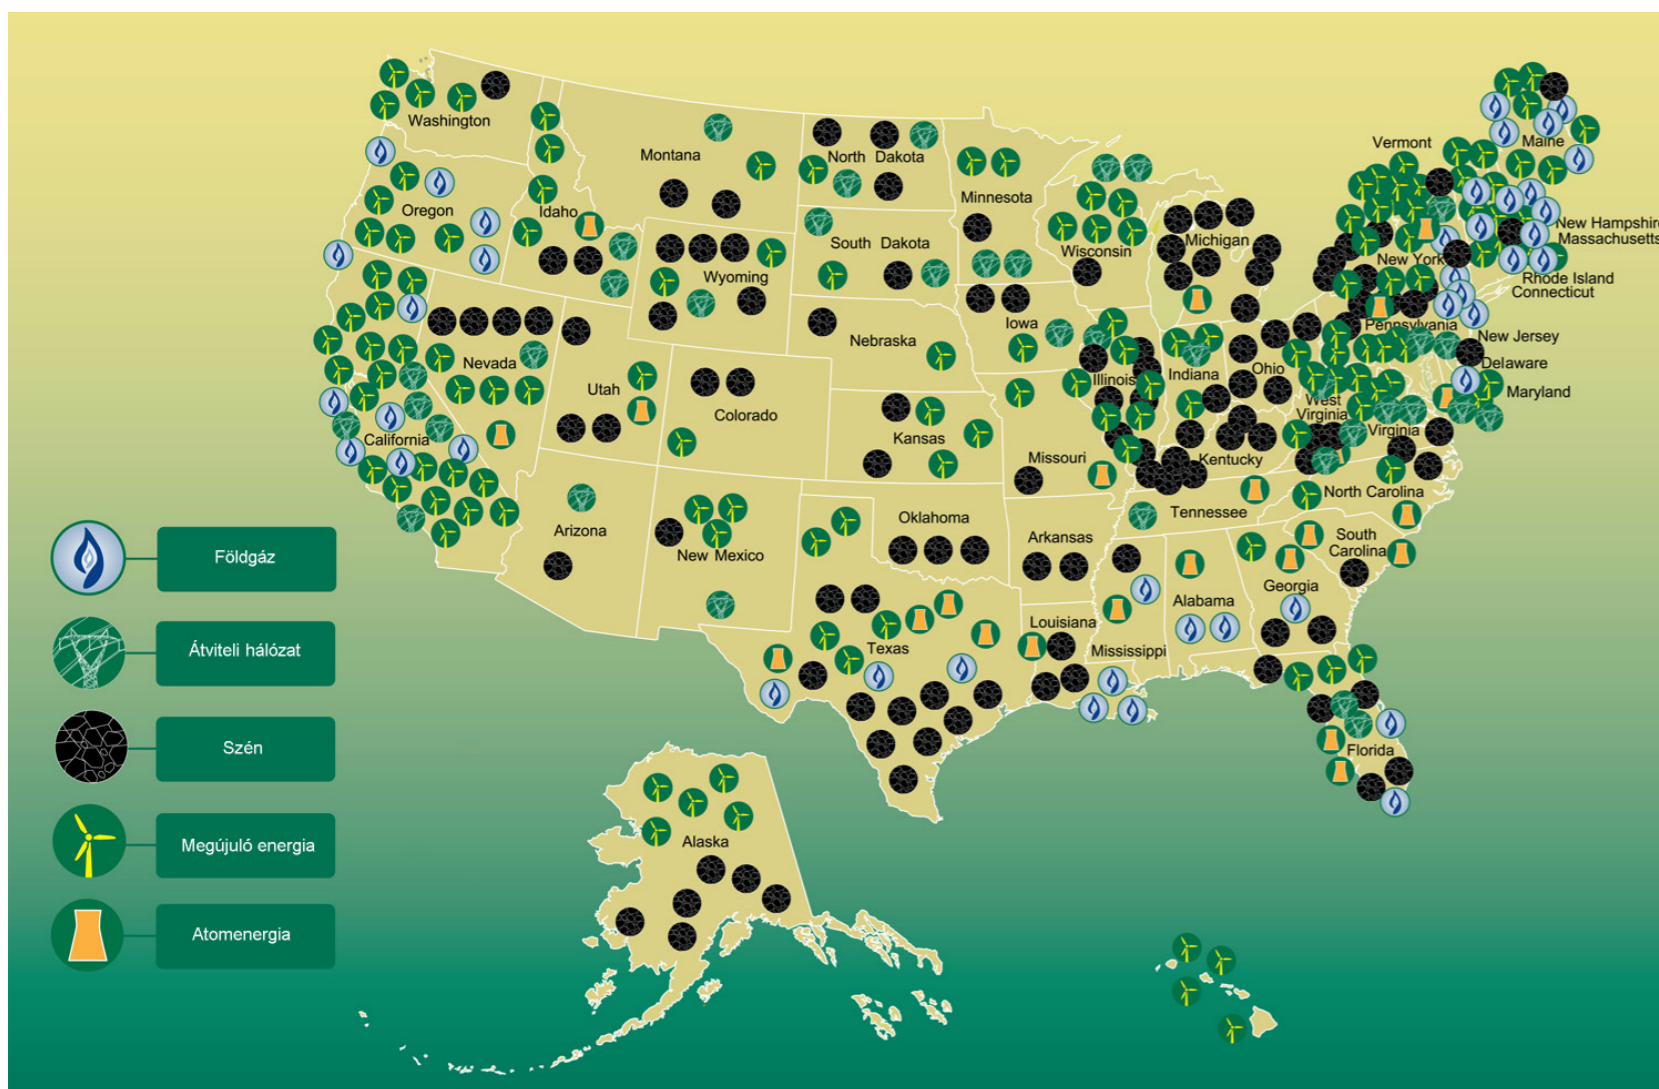 Washington
Montana
North Dakota
Minnesota
Vermont
Maine
Oregon
Idaho
Wyoming
South Dakota
Wisconsin
Michigan
New York
New Hampshire
Massachusetts
Rhode Island
Connecticut
Nevada
Utah
Colorado
Nebraska
Iowa
Illinois
Indiana
Ohio
Pennsylvania
New Jersey
Delaware
Maryland
West
Virginia
Virginia
California
Kansas
Missouri
Kentucky
Arizona
New Mexico
Oklahoma
Arkansas
Tennessee
North Carolina
South
Carolina
Texas
Louisiana
Mississippi
Alabama
Georgia
Florida
Alaska
Földgáz
Átviteli hálózat
Szén
Megújuló energia
Atomenergia